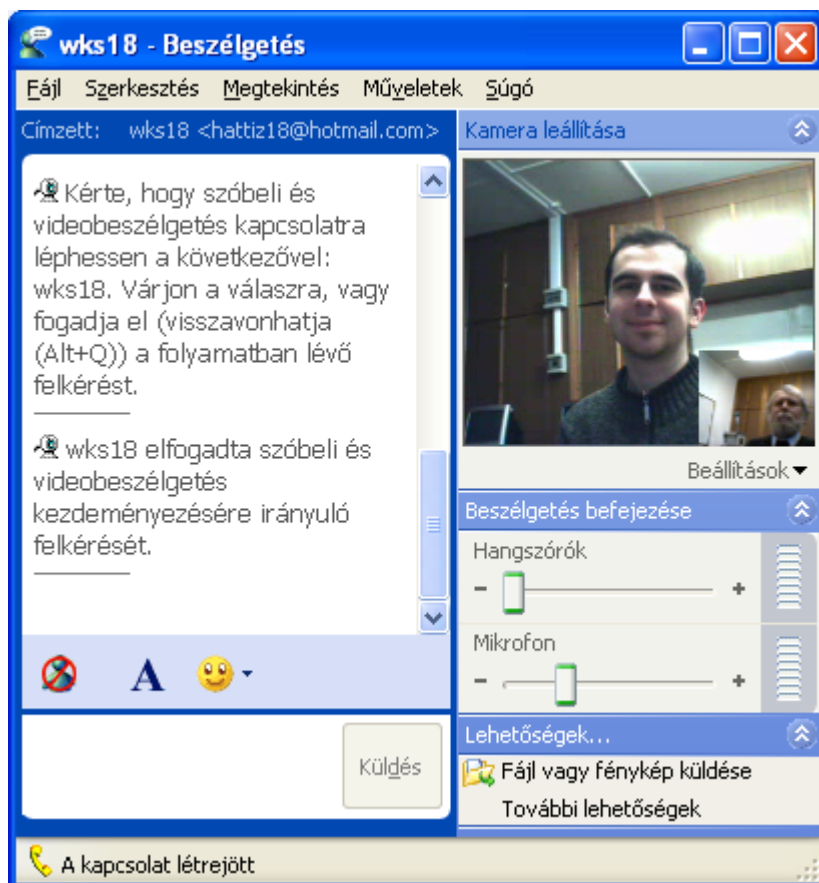 wks18 - Beszélgetés
Fájl Szerkesztés Megtekintés Műveletek Súgó
Címzett: wks18 <hattiz18@hotmail.com>
Kérte, hogy szóbeli és
videobeszélgetés kapcsolatra
léphessen a következővel:
wks18. Várjon a válaszra, vagy
fogadja el (visszavonhatja
(Alt+Q)) a folyamatban lévő
felkérést.
wks18 elfogadta szóbeli és
videobeszélgetés
kezdeményezésére irányuló
felkérését.
A
Küldés
Kamera leállítása
Beállítások
Beszélgetés befejezése
Hangszórók
- +
Mikrofon
- +
Lehetőségek...
Fájl vagy fénykép küldése
További lehetőségek
A kapcsolat létrejött